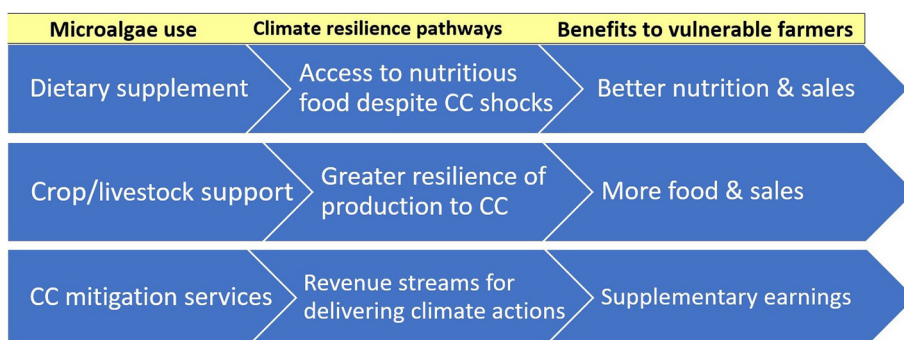 Microalgae use
Climate resilience pathways
Benefits to vulnerable farmers
Dietary supplement
Access to nutritious
food despite CC shocks
Better nutrition & sales
Crop/livestock support
Greater resilience of
production to CC
More food & sales
CC mitigation services
Revenue streams for
delivering climate actions
Supplementary earnings